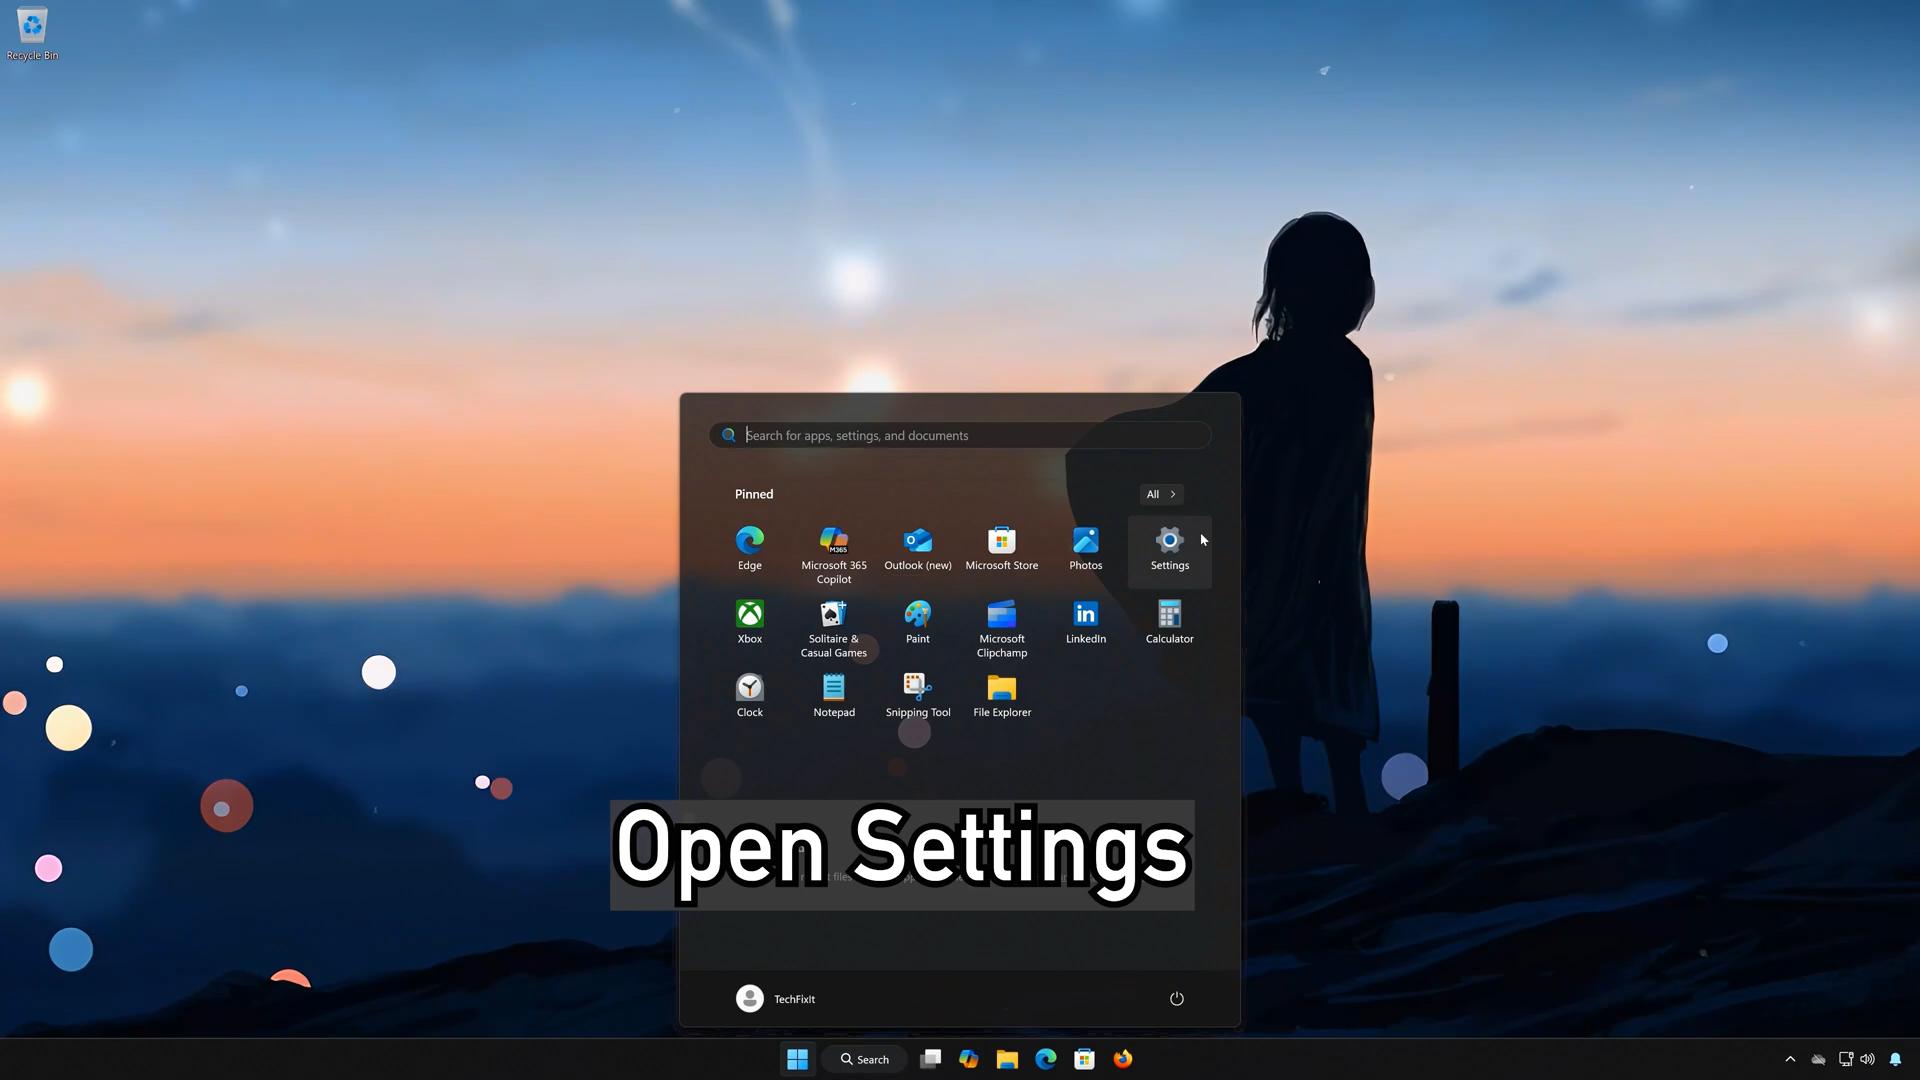 Recycle Bin
Search for apps, settings, and documents
Pinned
All
Edge
Microsoft 365
Copilot
Outlook (new)
Microsoft Store
Photos
Settings
Xbox
Solitaire &
Casual Games
Paint
Microsoft
Clipchamp
LinkedIn
Calculator
Clock
Notepad
Snipping Tool
File Explorer
Open Settings
TechFixIt
Search